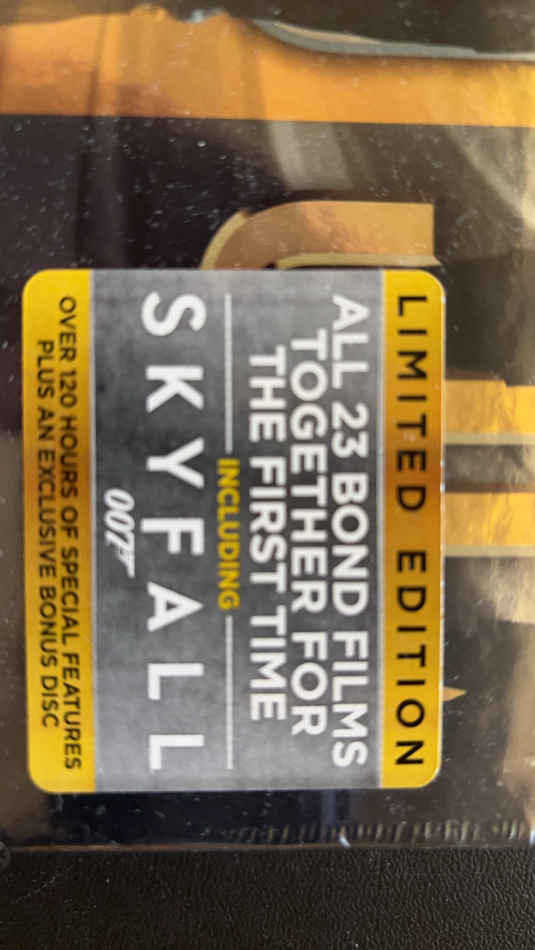 LIMITED EDITION
ALL 23 BOND FILMS
TOGETHER FOR
THE FIRST TIME
INCLUDING
SKYFALL
007
OVER 120 HOURS OF SPECIAL FEATURES
PLUS AN EXCLUSIVE BONUS DISC